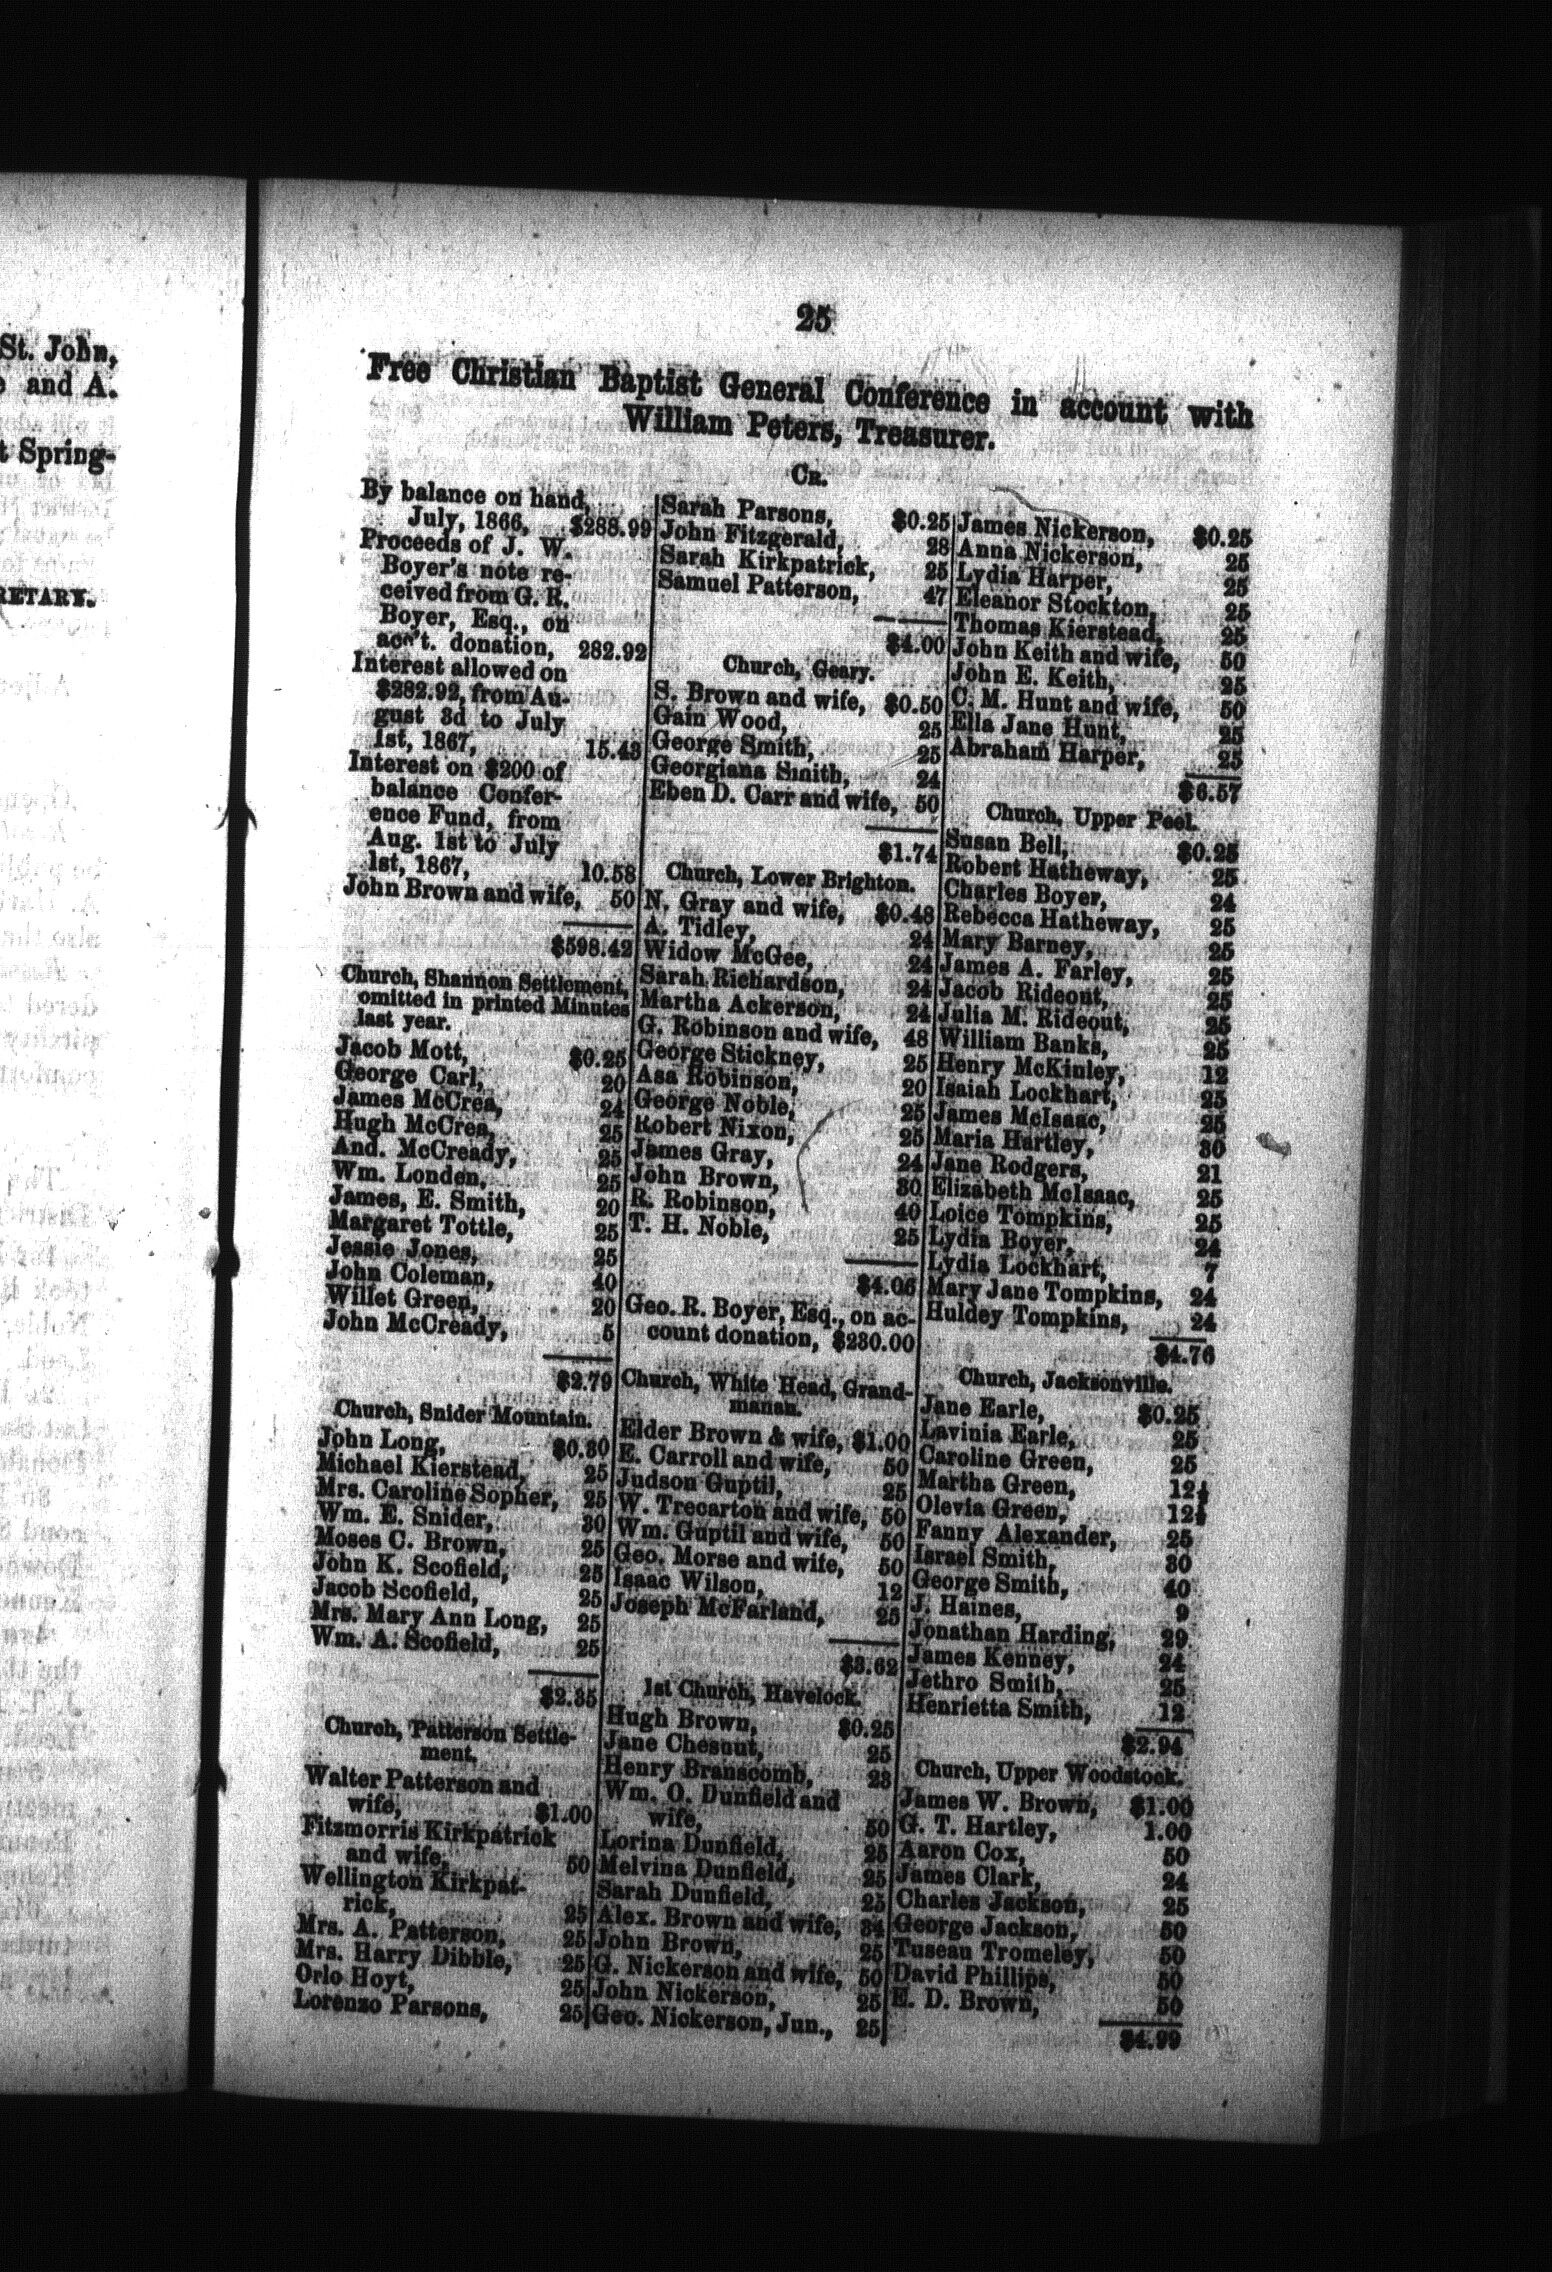 St. John,
and A.
t Spring-
RETARY.
25
Free Christian Baptist General Conference in account with
William Peters, Treasurer.
CR.
By balance on hand,
July, 1866, $288.99
Proceeds of J. W.
Boyer's note re-
ceived from G. R.
Boyer, Esq., on
acc't. donation, 282.92
Interest allowed on
$282.92, from Au-
gust 3d to July
1st, 1867, 15.43
Interest on $200 of
balance Confer-
ence Fund, from
Aug. 1st to July
1st, 1867, 10.58
John Brown and wife, 50
$598.42
Church, Shannon Settlement,
omitted in printed Minutes
last year.
Jacob Mott, $0.25
George Carl, 20
James McCrea, 24
Hugh McCrea, 25
And. McCready, 25
Wm. Londen, 25
James, E. Smith, 20
Margaret Tottle, 25
Jessie Jones, 25
John Coleman, 40
Willet Green, 20
John McCready, 5
$2.79
Church, Snider Mountain.
John Long, $0.30
Michael Kierstead, 25
Mrs. Caroline Sopher, 25
Wm. E. Snider, 30
Moses C. Brown, 25
John K. Scofield, 25
Jacob Scofield, 25
Mrs. Mary Ann Long, 25
Wm. A. Scofield, 25
$2.35
Church, Patterson Settle-
ment.
Walter Patterson and
wife, $1.00
Fitzmorris Kirkpatrick
and wife, 50
Wellington Kirkpat-
rick, 25
Mrs. A. Patterson, 25
Mrs. Harry Dibble, 25
Orlo Hoyt, 25
Lorenzo Parsons, 25
Sarah Parsons, $0.25
John Fitzgerald, 28
Sarah Kirkpatrick, 25
Samuel Patterson, 47
$4.00
Church, Geary.
S. Brown and wife, $0.50
Gain Wood, 25
George Smith, 25
Georgiana Smith, 24
Eben D. Carr and wife, 50
$1.74
Church, Lower Brighton.
N. Gray and wife, $0.48
A. Tidley, 24
Widow McGee, 24
Sarah Richardson, 24
Martha Ackerson, 24
G. Robinson and wife, 48
George Stickney, 25
Asa Robinson, 20
George Noble, 25
Robert Nixon, 25
James Gray, 24
John Brown, 30
R. Robinson, 40
T. H. Noble, 25
$4.06
Geo. R. Boyer, Esq., on ac-
count donation, $230.00
Church, White Head, Grand-
manan.
Elder Brown & wife, $1.00
E. Carroll and wife, 50
Judson Guptil, 25
W. Trecarton and wife, 50
Wm. Guptil and wife, 50
Geo. Morse and wife, 50
Isaac Wilson, 12
Joseph McFarland, 25
$3.62
1st Church, Havelock.
Hugh Brown, $0.25
Jane Chesnut, 25
Henry Branscomb, 23
Wm. O. Dunfield and
wife, 50
Lorina Dunfield, 25
Melvina Dunfield, 25
Sarah Dunfield, 25
Alex. Brown and wife, 34
John Brown, 25
G. Nickerson and wife, 50
John Nickerson, 25
Geo. Nickerson, Jun., 25
James Nickerson, $0.25
Anna Nickerson, 25
Lydia Harper, 25
Eleanor Stockton, 25
Thomas Kierstead, 25
John Keith and wife, 50
John E. Keith, 25
C. M. Hunt and wife, 50
Ella Jane Hunt, 25
Abraham Harper, 25
$6.57
Church, Upper Peel.
Susan Bell, $0.25
Robert Hatheway, 25
Charles Boyer, 24
Rebecca Hatheway, 25
Mary Barney, 25
James A. Farley, 25
Jacob Rideout, 25
Julia M. Rideout, 25
William Banks, 25
Henry McKinley, 12
Isaiah Lockhart, 25
James McIsaac, 25
Maria Hartley, 30
Jane Rodgers, 21
Elizabeth McIsaac, 25
Loice Tompkins, 25
Lydia Boyer, 24
Lydia Lockhart, 7
Mary Jane Tompkins, 24
Huldey Tompkins, 24
$4.76
Church, Jacksonville.
Jane Earle, $0.25
Lavinia Earle, 25
Caroline Green, 25
Martha Green, 12½
Olevia Green, 12½
Fanny Alexander, 25
Israel Smith, 30
George Smith, 40
J. Haines, 9
Jonathan Harding, 29
James Kenney, 24
Jethro Smith, 25
Henrietta Smith, 12
$2.94
Church, Upper Woodstock.
James W. Brown, $1.00
G. T. Hartley, 1.00
Aaron Cox, 50
James Clark, 24
Charles Jackson, 25
George Jackson, 50
Tuseau Tromeley, 50
David Phillips, 50
E. D. Brown, 50
$4.99